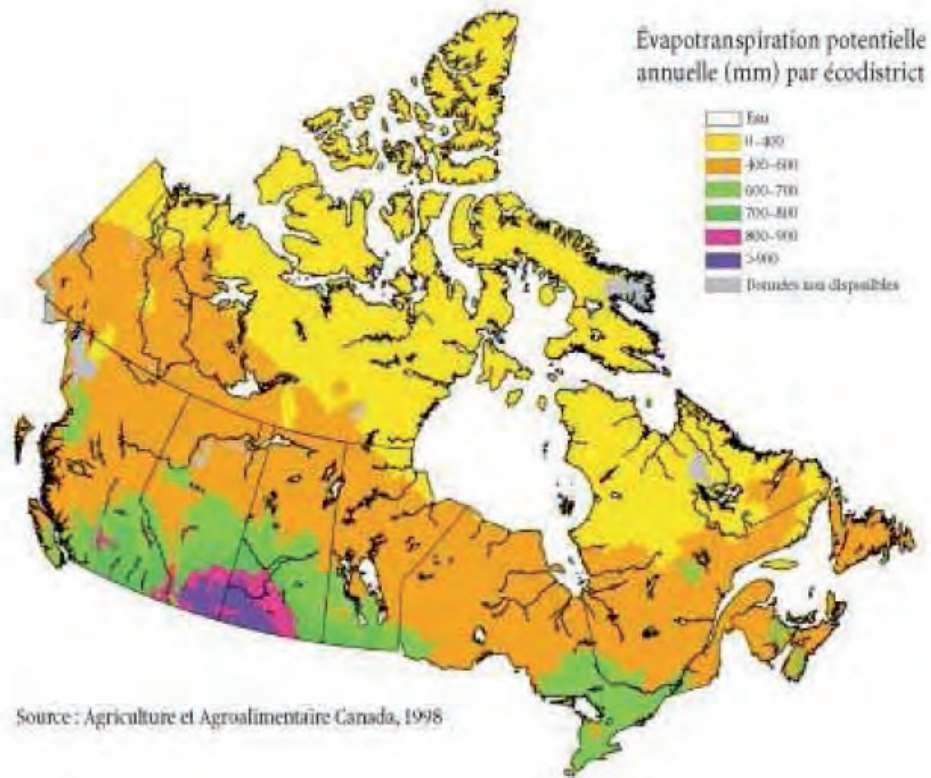 Évapotranspiration potentielle
annuelle (mm) par écodistrict
Eau
0–400
400–600
600–700
700–800
800–900
>900
Données non disponibles
Source : Agriculture et Agroalimentaire Canada, 1998